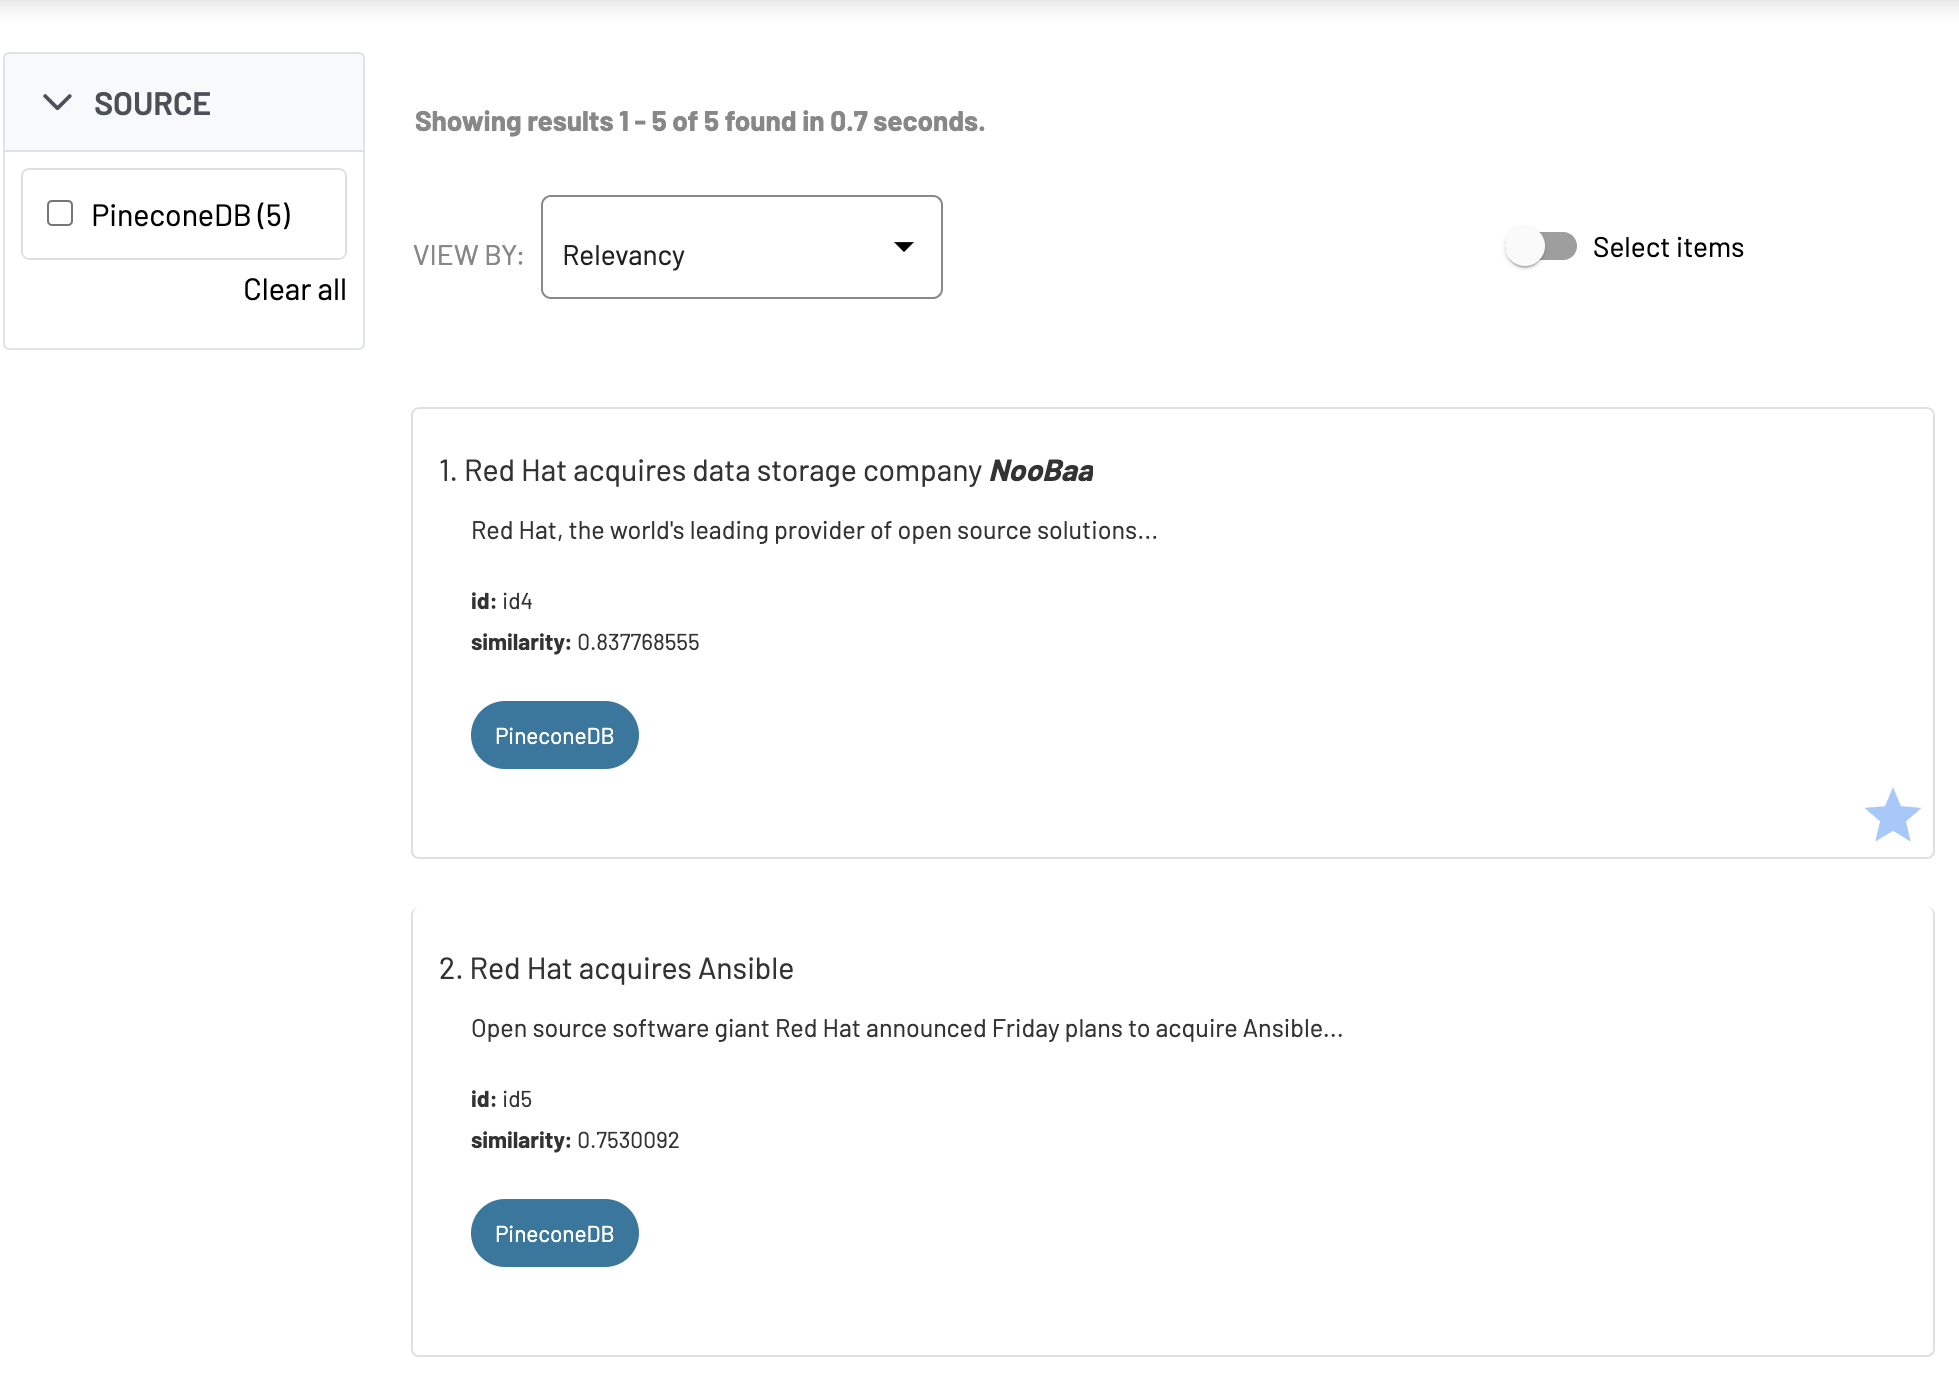 SOURCE
PineconeDB (5)
Clear all
Showing results 1 - 5 of 5 found in 0.7 seconds.
VIEW BY:
Relevancy
Select items
1. Red Hat acquires data storage company NooBaa
Red Hat, the world's leading provider of open source solutions...
id: id4
similarity: 0.837768555
PineconeDB
2. Red Hat acquires Ansible
Open source software giant Red Hat announced Friday plans to acquire Ansible...
id: id5
similarity: 0.7530092
PineconeDB